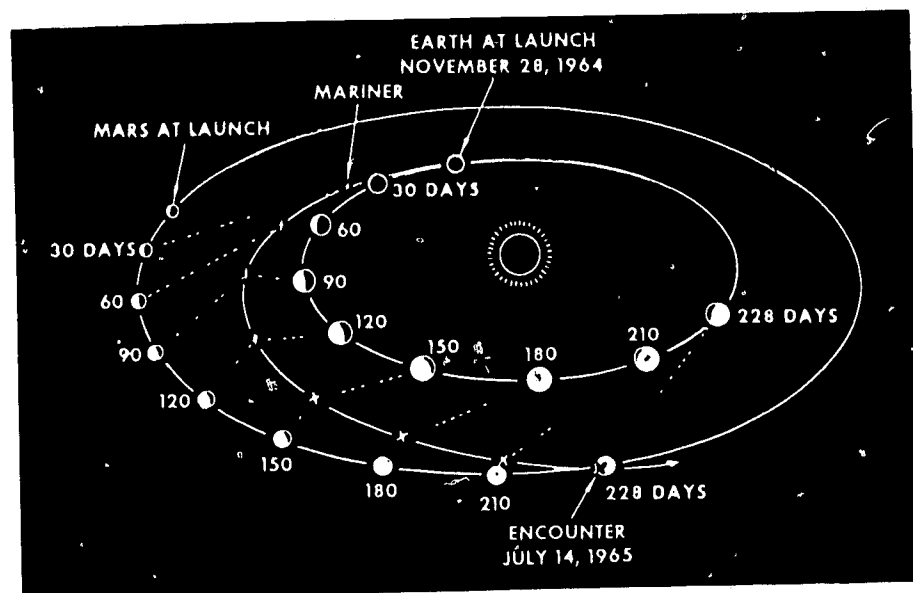 EARTH AT LAUNCH
NOVEMBER 28, 1964
MARINER
MARS AT LAUNCH
30 DAYS
60
90
120
150
180
210
228 DAYS
30 DAYS
60
90
120
150
180
210
228 DAYS
ENCOUNTER
JULY 14, 1965